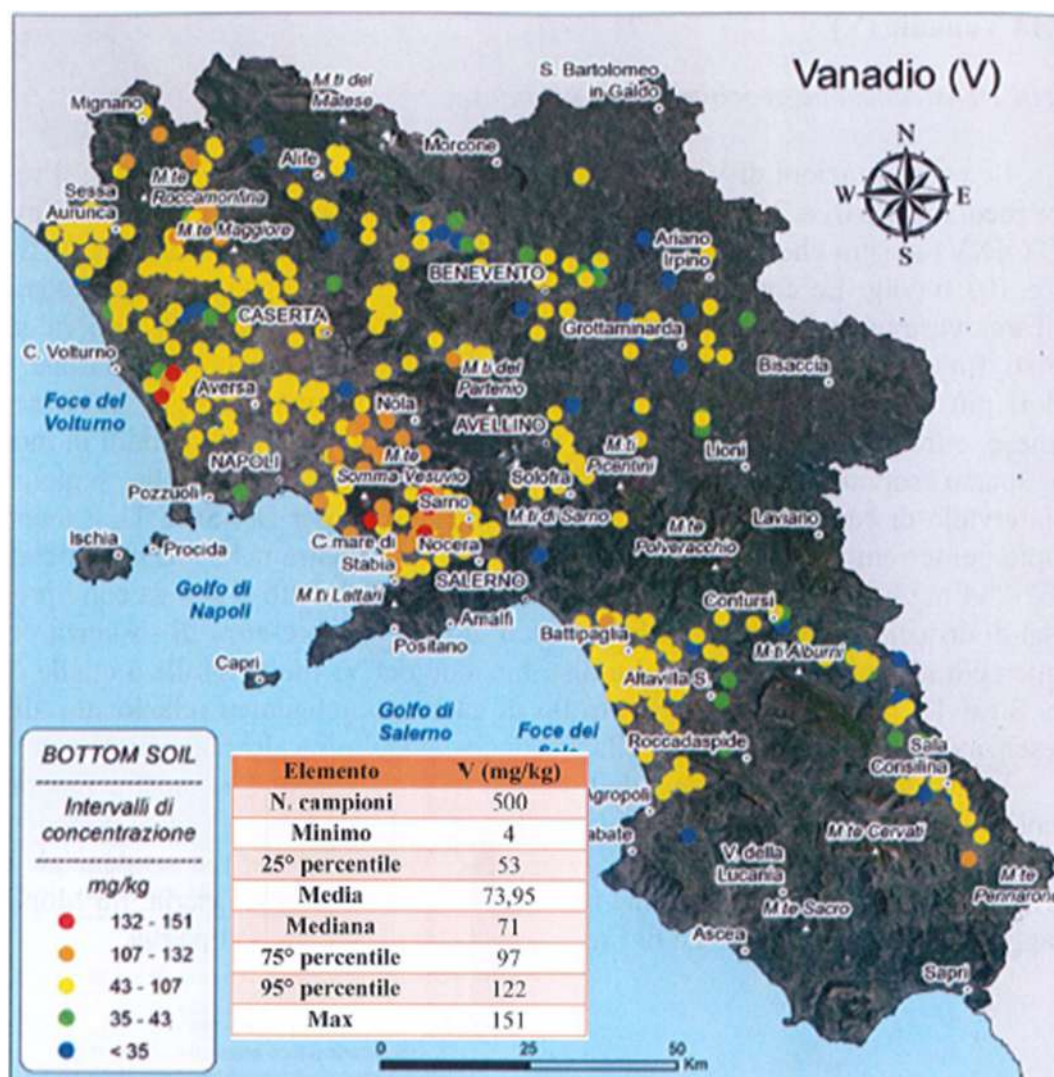 Vanadio (V)
N
W E
S
S. Bartolomeo
in Galdo
M.ti del
Matese
Mignano
Morcone
Alife
M.te
Roccamonfina
Sessa
Aurunca
M.te Maggiore
Ariano
Irpino
BENEVENTO
CASERTA
Grottaminarda
C. Volturno
Bisaccia
M.ti del
Partenio
Aversa
Foce del
Volturno
Nola
AVELLINO
M.ti
Picentini
Lioni
NAPOLI
M.te
Somma-Vesuvio
Solofra
Pozzuoli
Sarno
M.ti di Sarno
Laviano
Ischia
Procida
C.mare di
Stabia
Nocera
M.te
Polveracchio
SALERNO
Golfo di
Napoli
M.ti Lattari
Amalfi
Contursi
Positano
Battipaglia
M.ti Alburni
Capri
Altavilla S.
Golfo di
Salerno
Foce del
Sele
Roccadaspide
Sala
Consilina
Agropoli
abate
M.te Cervati
V. della
Lucania
M.te
Pennarone
M.te Sacro
Ascea
Sapri
BOTTOM SOIL
Intervalli di
concentrazione
mg/kg
132 - 151
107 - 132
43 - 107
35 - 43
< 35
Elemento V (mg/kg)
N. campioni 500
Minimo 4
25° percentile 53
Media 73,95
Mediana 71
75° percentile 97
95° percentile 122
Max 151
0 25 50
Km